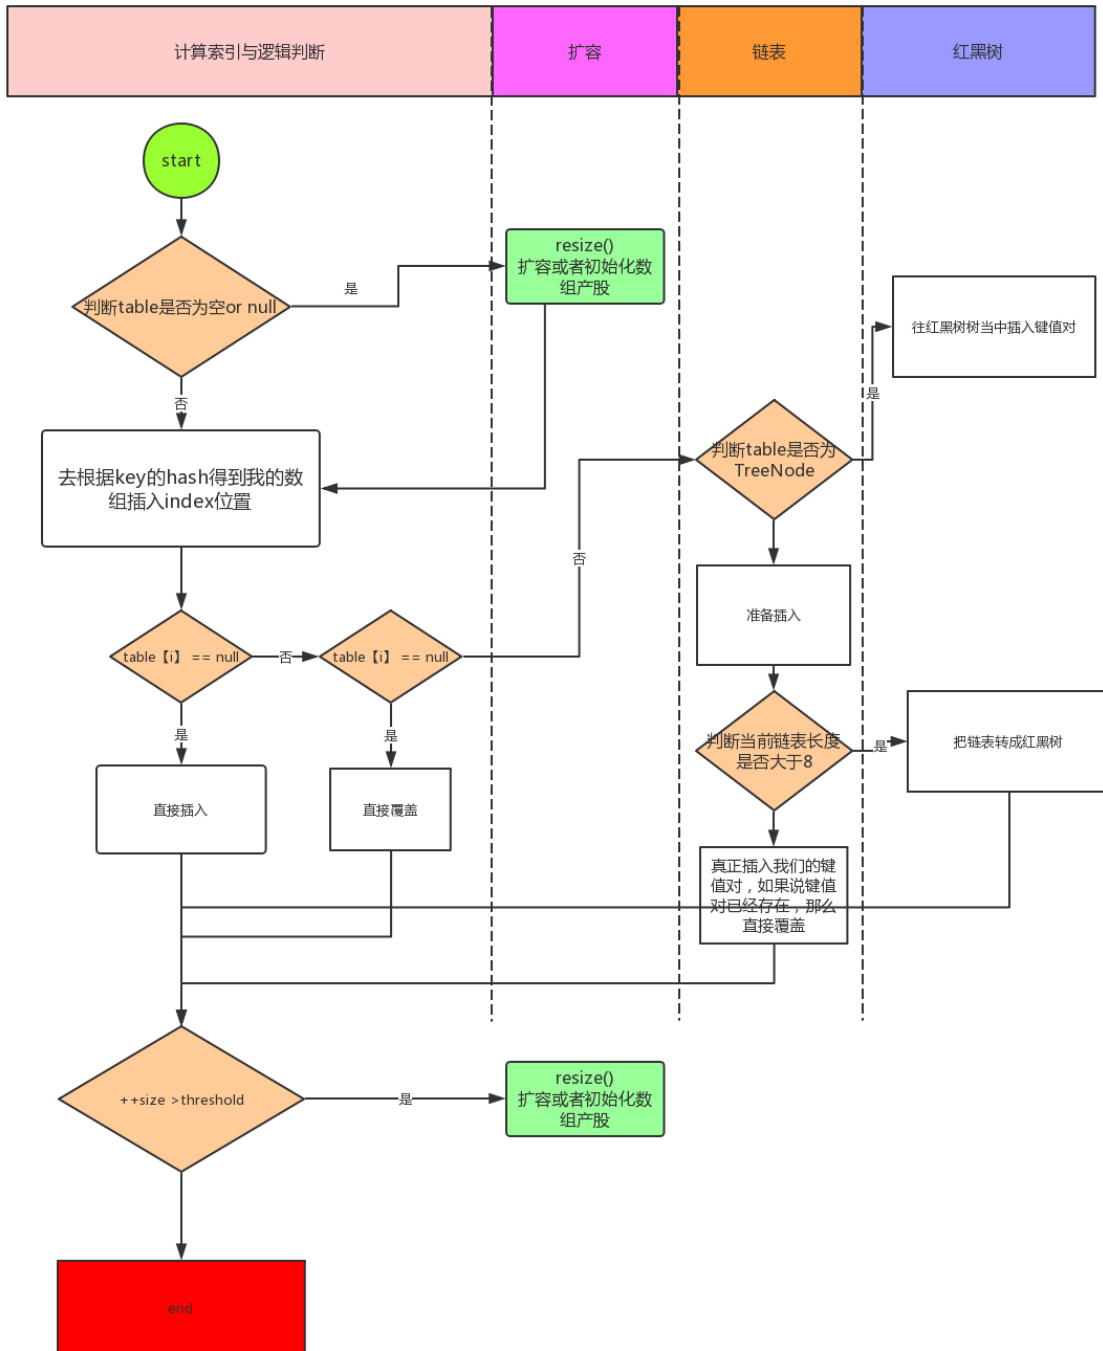 计算索引与逻辑判断
扩容
链表
红黑树
start
resize()
扩容或者初始化数
组产股
是
判断table是否为空or null
往红黑树树当中插入键值对
否
是
判断table是否为
TreeNode
去根据key的hash得到我的数
组插入index位置
否
准备插入
table【i】 == null
否
table【i】 == null
是
是
判断当前链表长度
是否大于8
是
把链表转成红黑树
直接插入
直接覆盖
真正插入我们的键
值对，如果说键值
对已经存在，那么
直接覆盖
++size >threshold
是
resize()
扩容或者初始化数
组产股
end